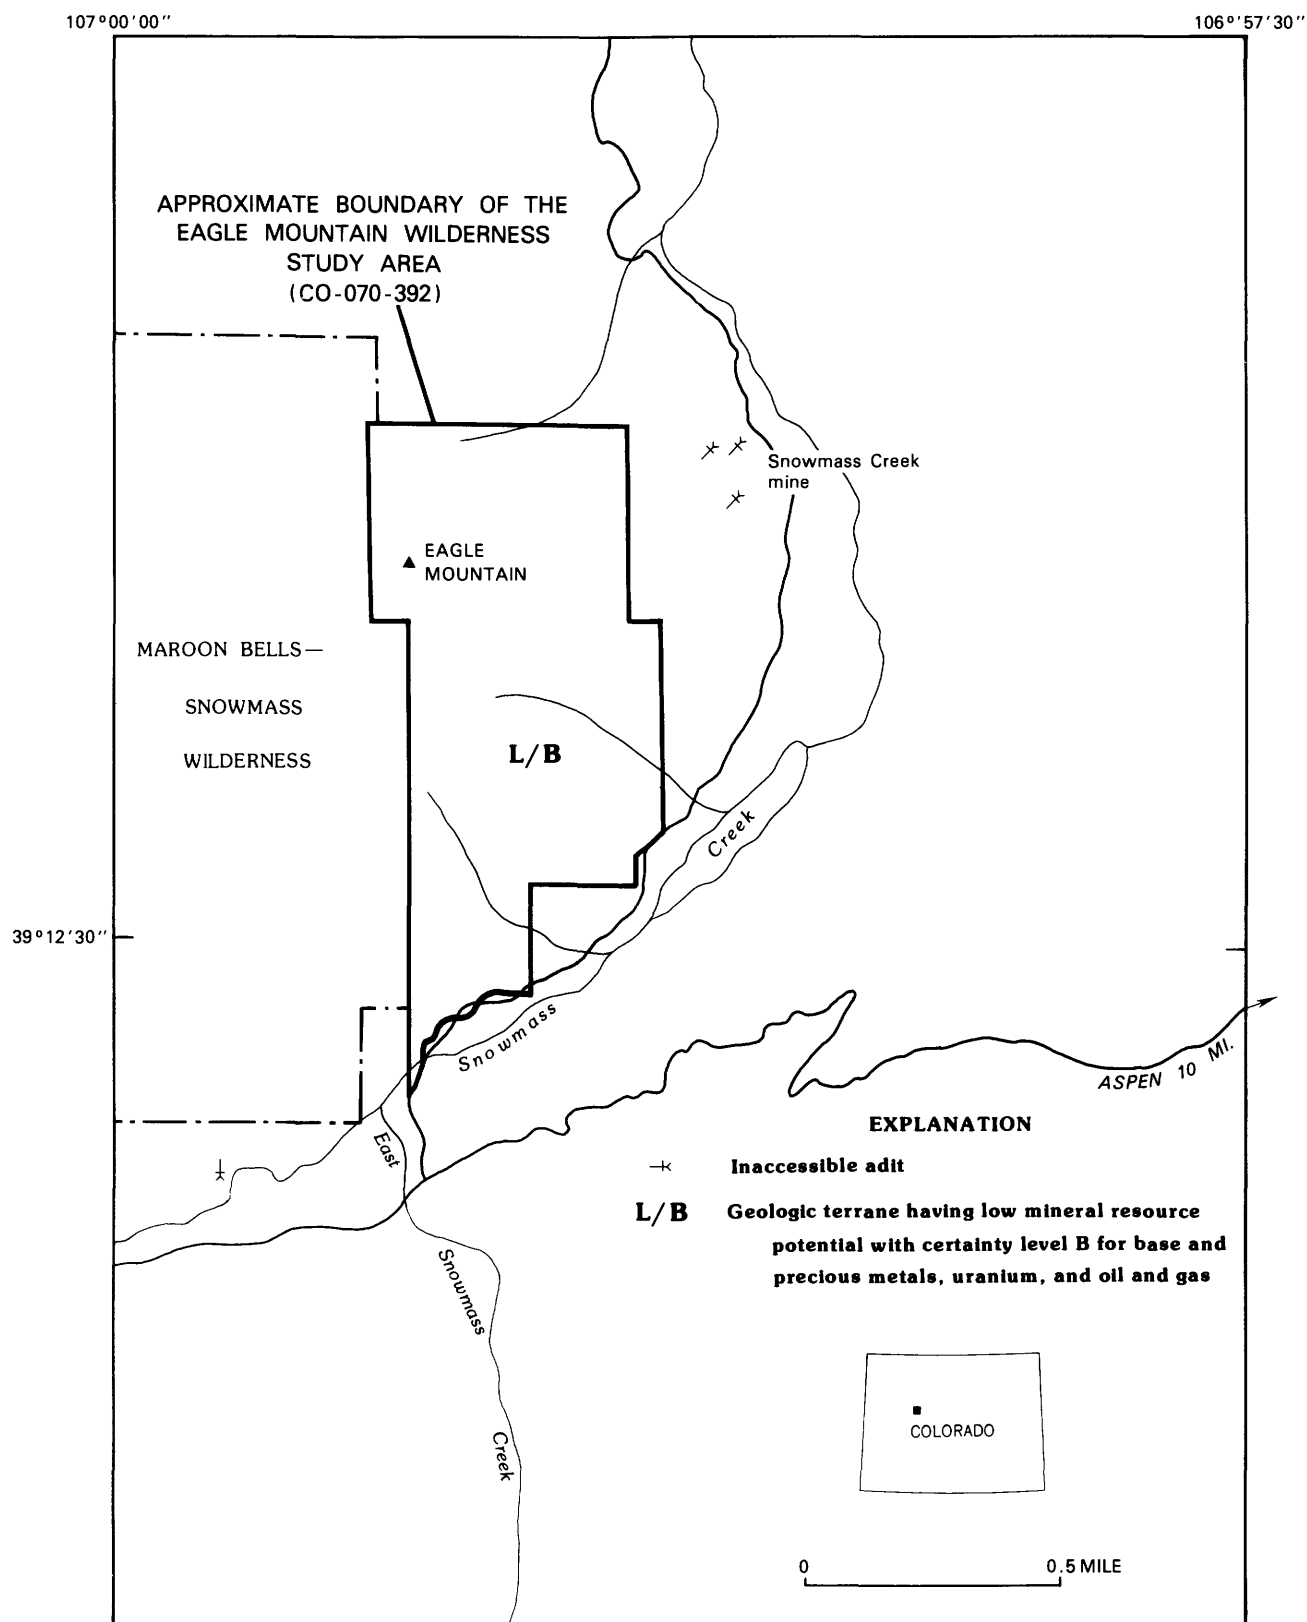 107°00'00"
106°'57'30"
APPROXIMATE BOUNDARY OF THE
EAGLE MOUNTAIN WILDERNESS
STUDY AREA
(CO-070-392)
Snowmass Creek
mine
EAGLE
MOUNTAIN
MAROON BELLS—
SNOWMASS
WILDERNESS
L/B
Creek
39°12'30"
Snowmass
ASPEN 10 MI.
East
Snowmass
Creek
EXPLANATION
Inaccessible adit
L/B Geologic terrane having low mineral resource
potential with certainty level B for base and
precious metals, uranium, and oil and gas
COLORADO
0 0.5 MILE